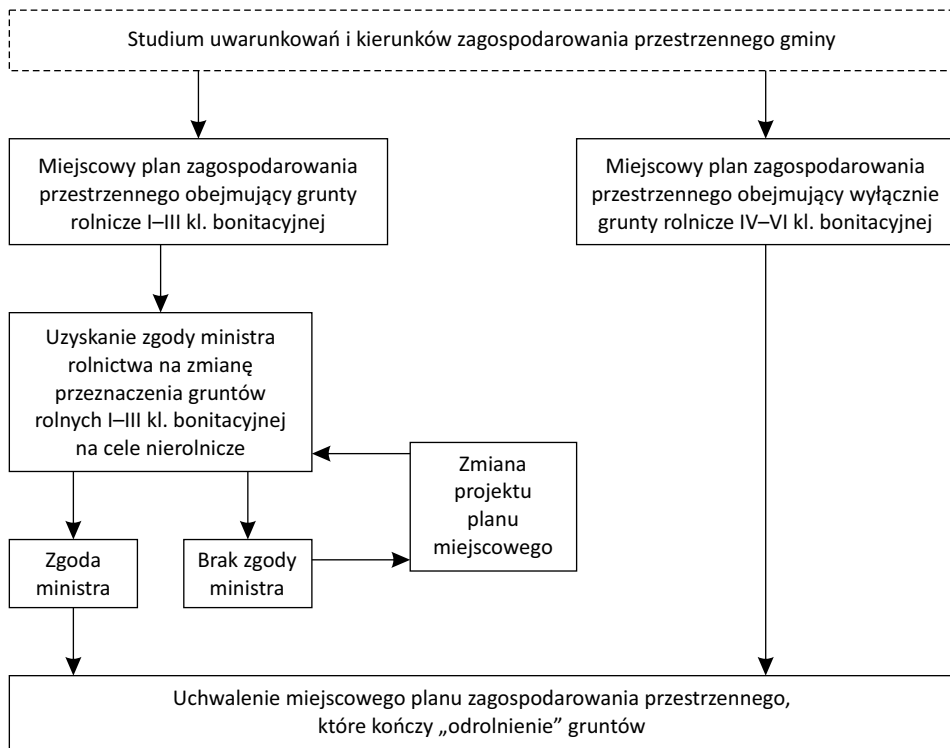 Studium uwarunkowań i kierunków zagospodarowania przestrzennego gminy
Miejscowy plan zagospodarowania
przestrzennego obejmujący grunty
rolnicze I–III kl. bonitacyjnej
Miejscowy plan zagospodarowania
przestrzennego obejmujący wyłącznie
grunty rolnicze IV–VI kl. bonitacyjnej
Uzyskanie zgody ministra
rolnictwa na zmianę
przeznaczenia gruntów
rolnych I–III kl. bonitacyjnej
na cele nierolnicze
Zmiana
projektu
planu
miejscowego
Zgoda
ministra
Brak zgody
ministra
Uchwalenie miejscowego planu zagospodarowania przestrzennego,
które kończy „odrolnienie” gruntów